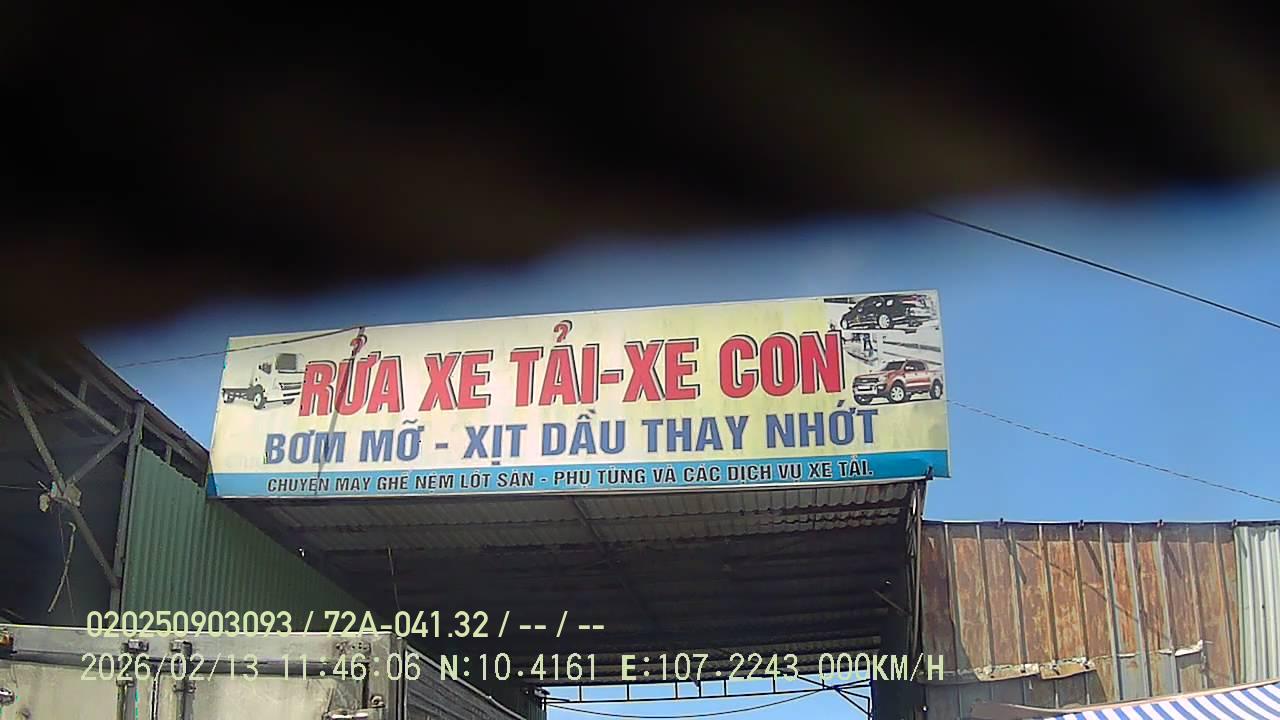 RỬA XE TẢI-XE CON
BƠM MỠ - XỊT DẦU THAY NHỚT
CHUYÊN MAY GHẾ NỆM LÓT SÀN - PHỤ TÙNG VÀ CÁC DỊCH VỤ XE TẢI.
020250903093 / 72A-041.32 / -- / --
2026/02/13 11:46:06 N:10.4161 E:107.2243 000KM/H